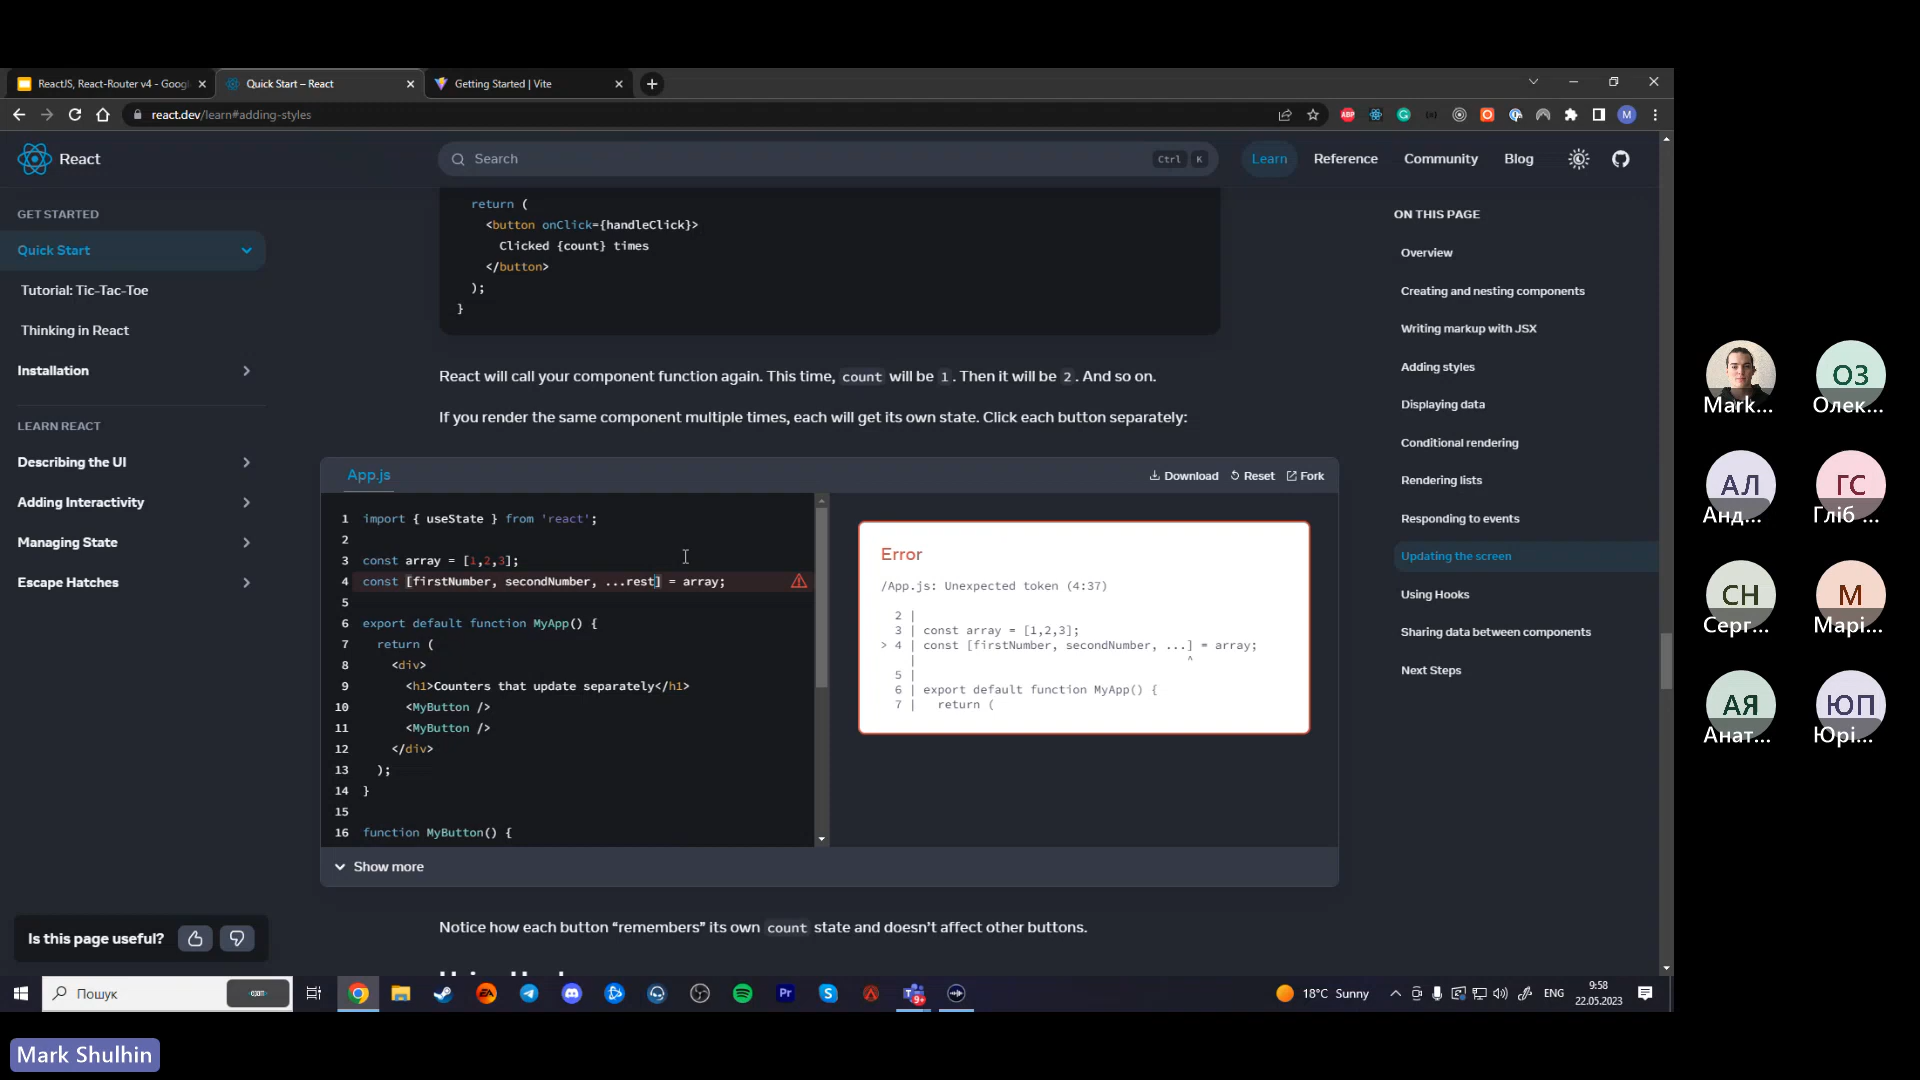 ReactJS, React-Router v4 - Googl
Quick Start – React
Getting Started | Vite
react.dev/learn#adding-styles
ABP
M
React
Search
Ctrl K
Learn
Reference
Community
Blog
GET STARTED
Quick Start
Tutorial: Tic-Tac-Toe
Thinking in React
Installation
LEARN REACT
Describing the UI
Adding Interactivity
Managing State
Escape Hatches
Is this page useful?
return (
<button onClick={handleClick}>
Clicked {count} times
</button>
);
}
React will call your component function again. This time, count will be 1. Then it will be 2. And so on.
If you render the same component multiple times, each will get its own state. Click each button separately:
App.js
Download
Reset
Fork
1 import { useState } from 'react';
2
3 const array = [1,2,3];
4 const [firstNumber, secondNumber, ...rest] = array;
5
6 export default function MyApp() {
7 return (
8 <div>
9 <h1>Counters that update separately</h1>
10 <MyButton />
11 <MyButton />
12 </div>
13 );
14 }
15
16 function MyButton() {
Error
/App.js: Unexpected token (4:37)
2 |
3 | const array = [1,2,3];
> 4 | const [firstNumber, secondNumber, ...] = array;
| ^
5 |
6 | export default function MyApp() {
7 | return (
Show more
Notice how each button “remembers” its own count state and doesn’t affect other buttons.
ON THIS PAGE
Overview
Creating and nesting components
Writing markup with JSX
Adding styles
Displaying data
Conditional rendering
Rendering lists
Responding to events
Updating the screen
Using Hooks
Sharing data between components
Next Steps
Mark...
ОЗ
Олек...
АЛ
Анд...
ГС
Гліб ...
СН
Серг...
М
Марі...
АЯ
Анат...
ЮП
Юрі...
Пошук
EA
Pr
9+
18°C Sunny
ENG
9:58
22.05.2023
Mark Shulhin